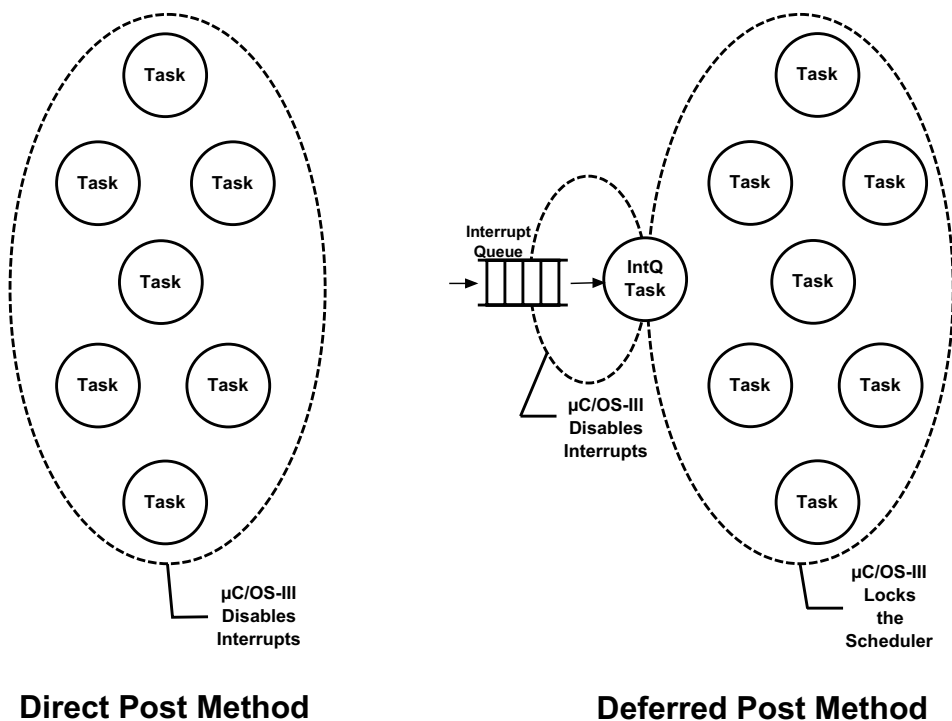 Task
Task
Task
Task
Task
Task
Task
µC/OS-III
Disables
Interrupts
Direct Post Method
Interrupt
Queue
IntQ
Task
µC/OS-III
Disables
Interrupts
Task
Task
Task
Task
Task
Task
Task
µC/OS-III
Locks
the
Scheduler
Deferred Post Method